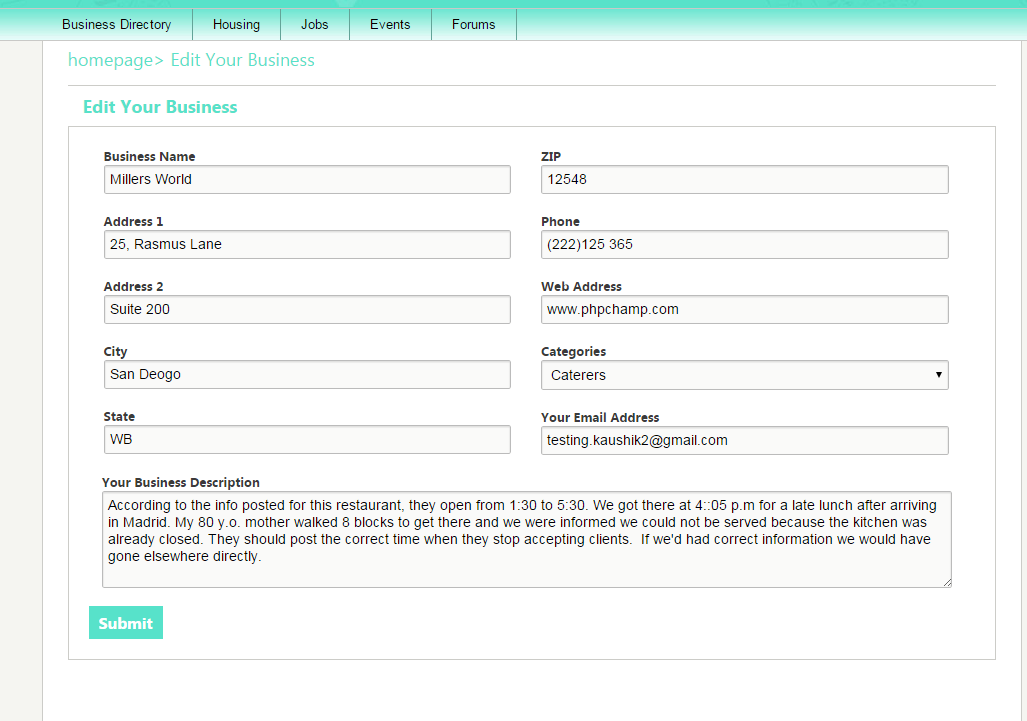 Business Directory Housing Jobs Events Forums
homepage> Edit Your Business
Edit Your Business
Business Name
Millers World
ZIP
12548
Address 1
25, Rasmus Lane
Phone
(222)125 365
Address 2
Suite 200
Web Address
www.phpchamp.com
City
San Deogo
Categories
Caterers
State
WB
Your Email Address
testing.kaushik2@gmail.com
Your Business Description
According to the info posted for this restaurant, they open from 1:30 to 5:30. We got there at 4::05 p.m for a late lunch after arriving
in Madrid. My 80 y.o. mother walked 8 blocks to get there and we were informed we could not be served because the kitchen was
already closed. They should post the correct time when they stop accepting clients.  If we'd had correct information we would have
gone elsewhere directly.
Submit